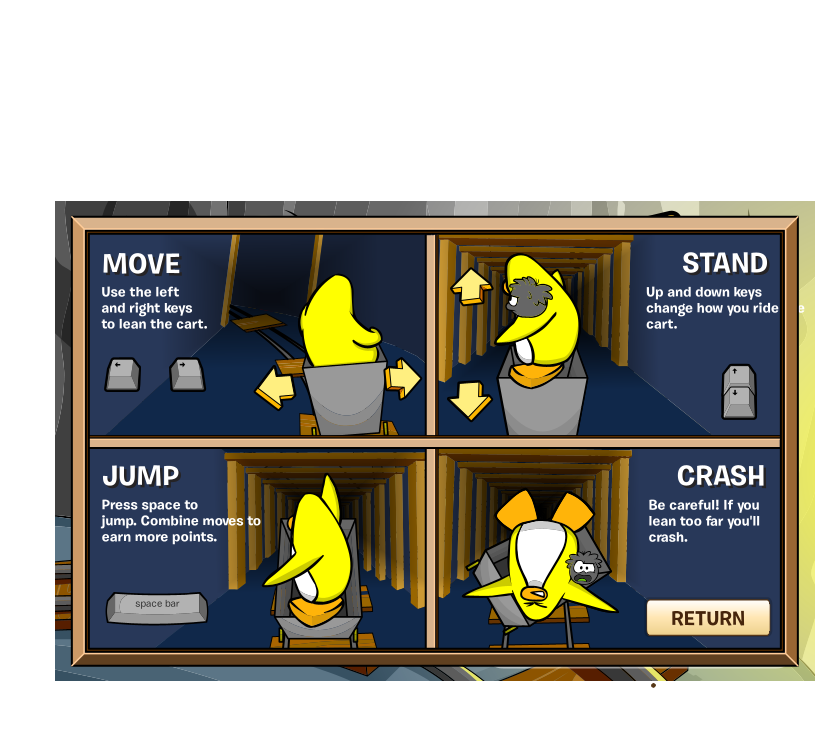 MOVE
Use the left
and right keys
to lean the cart.
STAND
Up and down keys
change how you ride
cart.
JUMP
Press space to
jump. Combine moves to
earn more points.
space bar
CRASH
Be careful! If you
lean too far you'll
crash.
RETURN